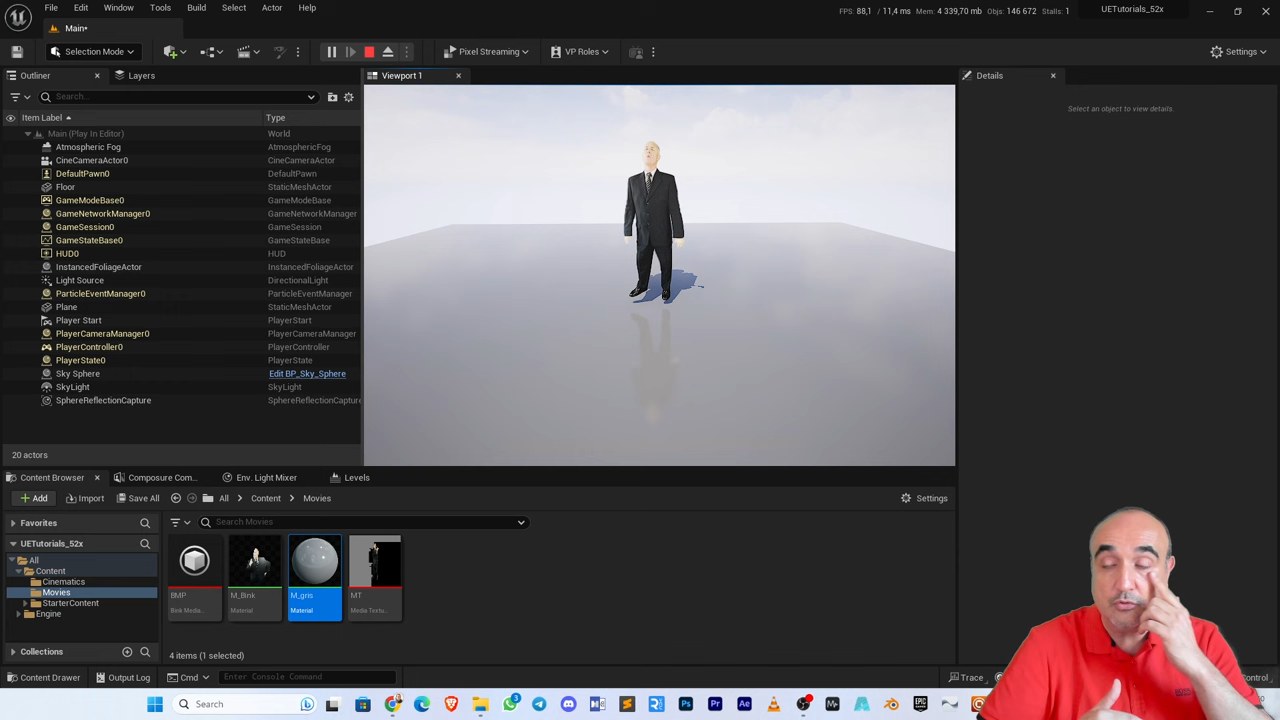 File Edit Window Tools Build Select Actor Help
FPS: 88,1 / 11,4 ms Mem: 4 339,70 mb Objs: 146 672 Stalls: 1
UETutorials_52x
Main*
Selection Mode
Pixel Streaming
VP Roles
Settings
Outliner Layers
Viewport 1
Details
Search...
Select an object to view details.
Item Label Type
Main (Play In Editor) World
Atmospheric Fog AtmosphericFog
CineCameraActor0 CineCameraActor
DefaultPawn0 DefaultPawn
Floor StaticMeshActor
GameModeBase0 GameModeBase
GameNetworkManager0 GameNetworkManager
GameSession0 GameSession
GameStateBase0 GameStateBase
HUD0 HUD
InstancedFoliageActor InstancedFoliageActor
Light Source DirectionalLight
ParticleEventManager0 ParticleEventManager
Plane StaticMeshActor
Player Start PlayerStart
PlayerCameraManager0 PlayerCameraManager
PlayerController0 PlayerController
PlayerState0 PlayerState
Sky Sphere Edit BP_Sky_Sphere
SkyLight SkyLight
SphereReflectionCapture SphereReflectionCapture
20 actors
Content Browser Composure Com... Env. Light Mixer Levels
Add Import Save All All Content Movies Settings
Favorites
Search Movies
UETutorials_52x
All
Content
Cinematics
Movies
StarterContent
Engine
BMP M_Bink M_gris MT
Bink Media... Material Material Media Textu...
Collections
4 items (1 selected)
Content Drawer Output Log Cmd Enter Console Command Trace
Search